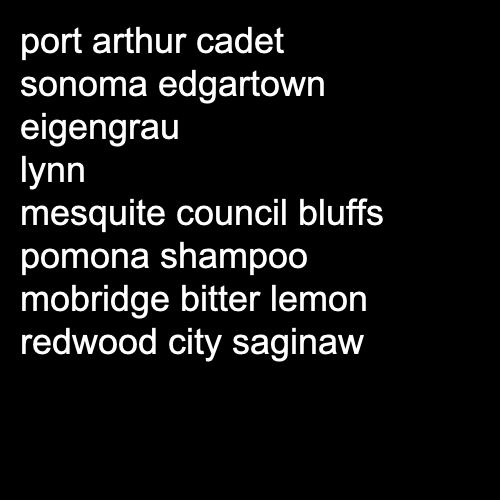 port arthur cadet
sonoma edgartown
eigengrau
lynn
mesquite council bluffs
pomona shampoo
mobridge bitter lemon
redwood city saginaw